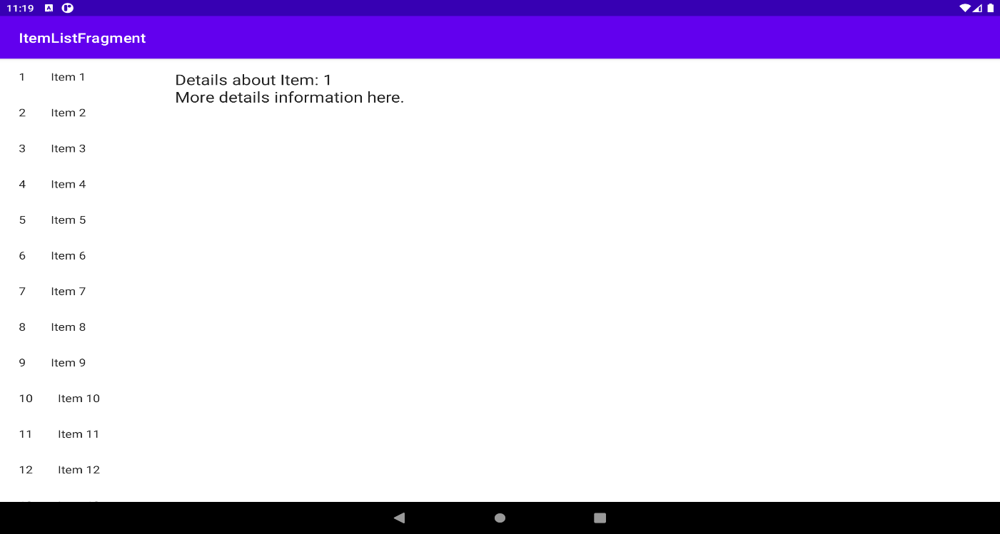 11:19
ItemListFragment
1 Item 1
2 Item 2
3 Item 3
4 Item 4
5 Item 5
6 Item 6
7 Item 7
8 Item 8
9 Item 9
10 Item 10
11 Item 11
12 Item 12
Details about Item: 1
More details information here.